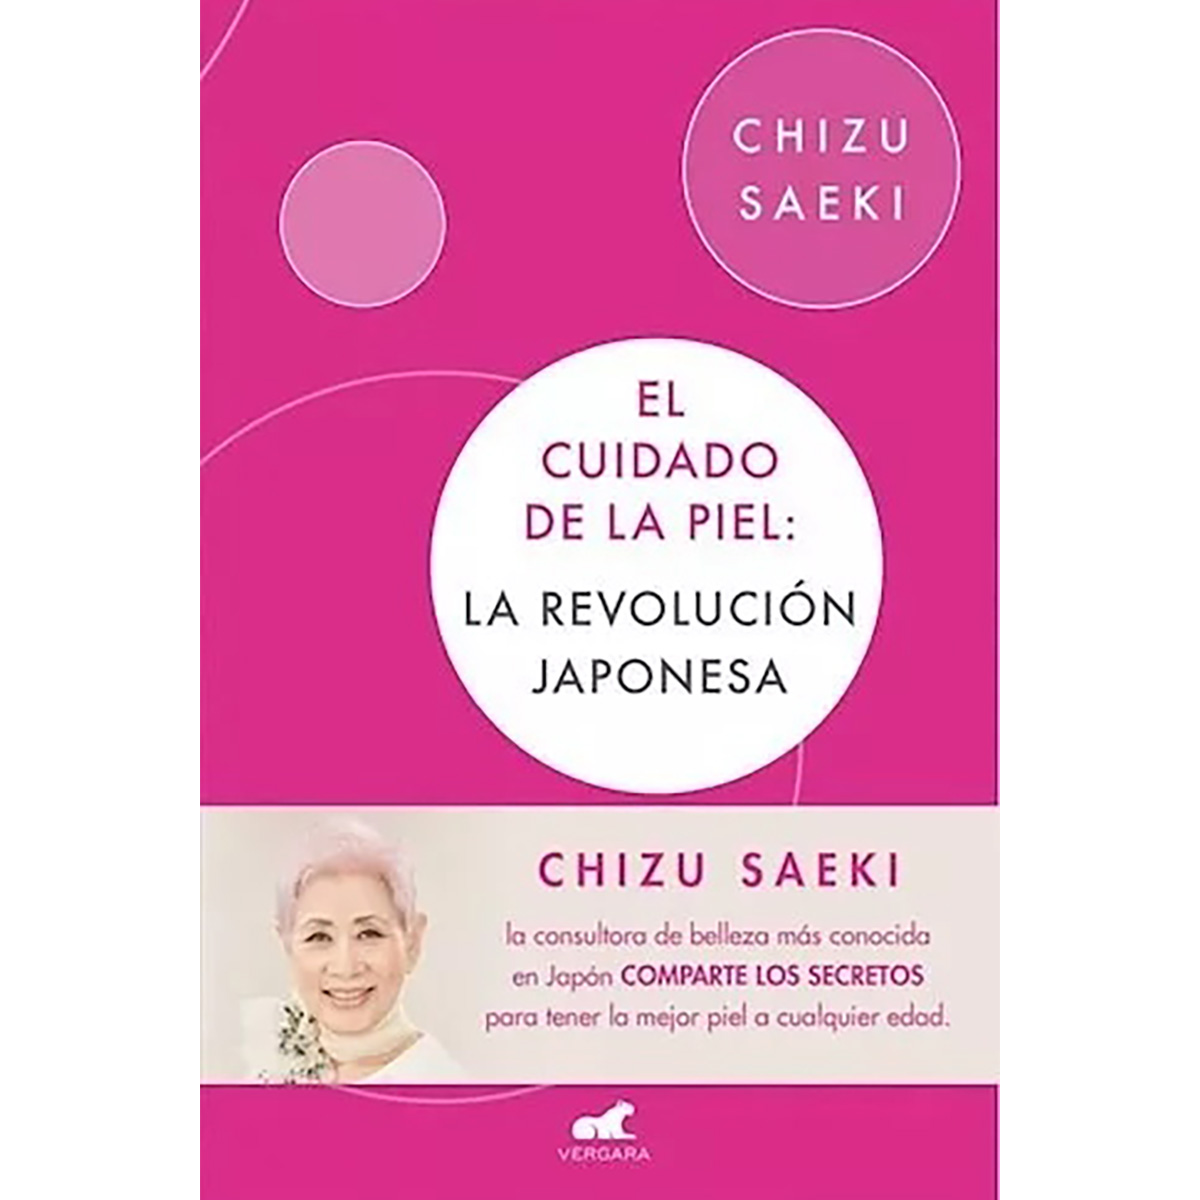 CHIZU
SAEKI
EL
CUIDADO
DE LA PIEL:
LA REVOLUCIÓN
JAPONESA
CHIZU SAEKI
la consultora de belleza más conocida
en Japón COMPARTE LOS SECRETOS
para tener la mejor piel a cualquier edad.
VERGARA